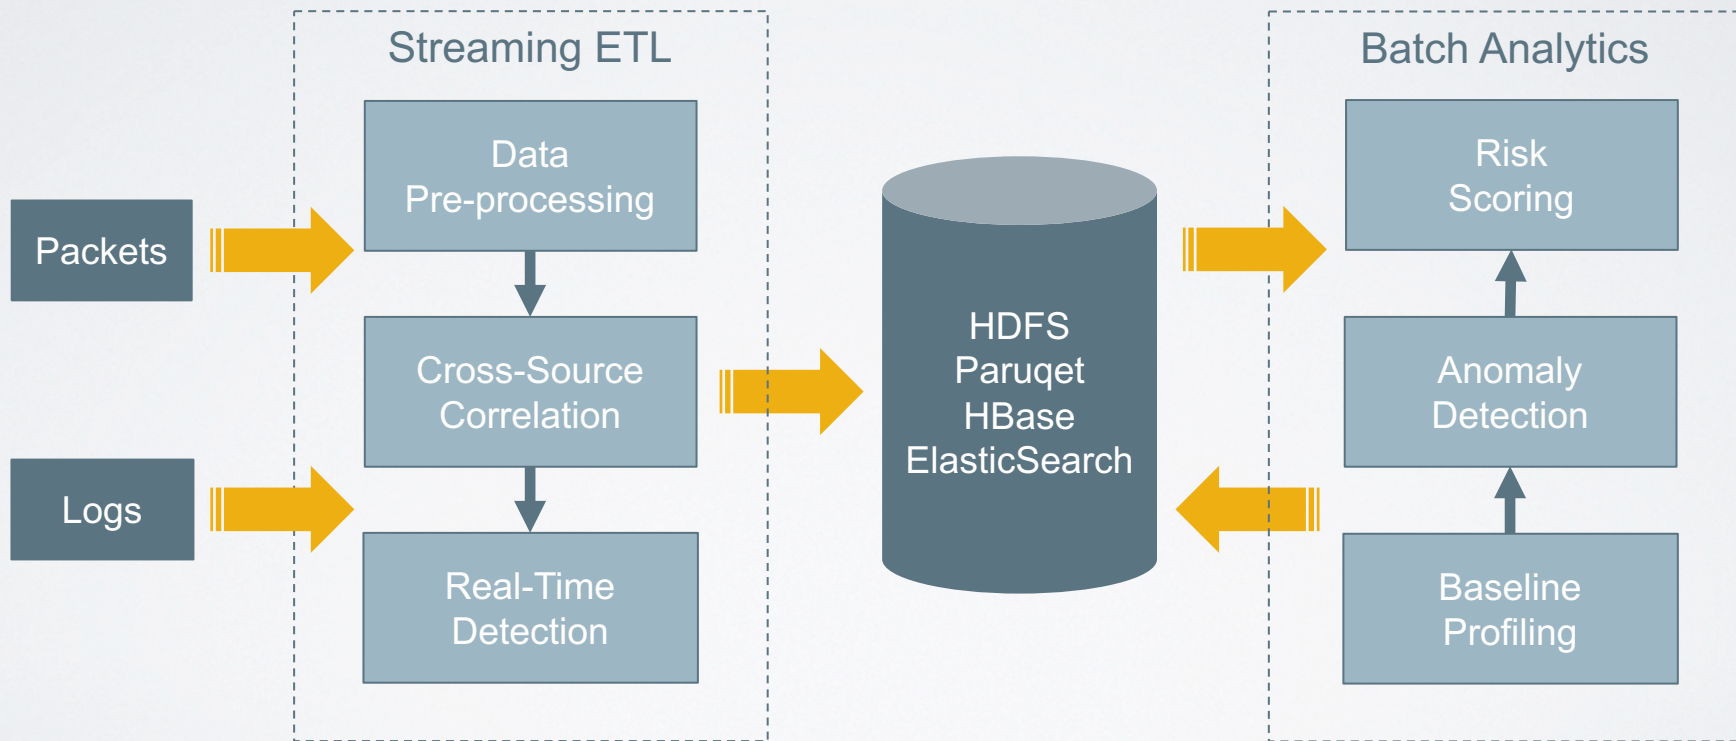 Streaming ETL
Batch Analytics
Packets
Logs
Data
Pre-processing
Cross-Source
Correlation
Real-Time
Detection
HDFS
Paruqet
HBase
ElasticSearch
Risk
Scoring
Anomaly
Detection
Baseline
Profiling